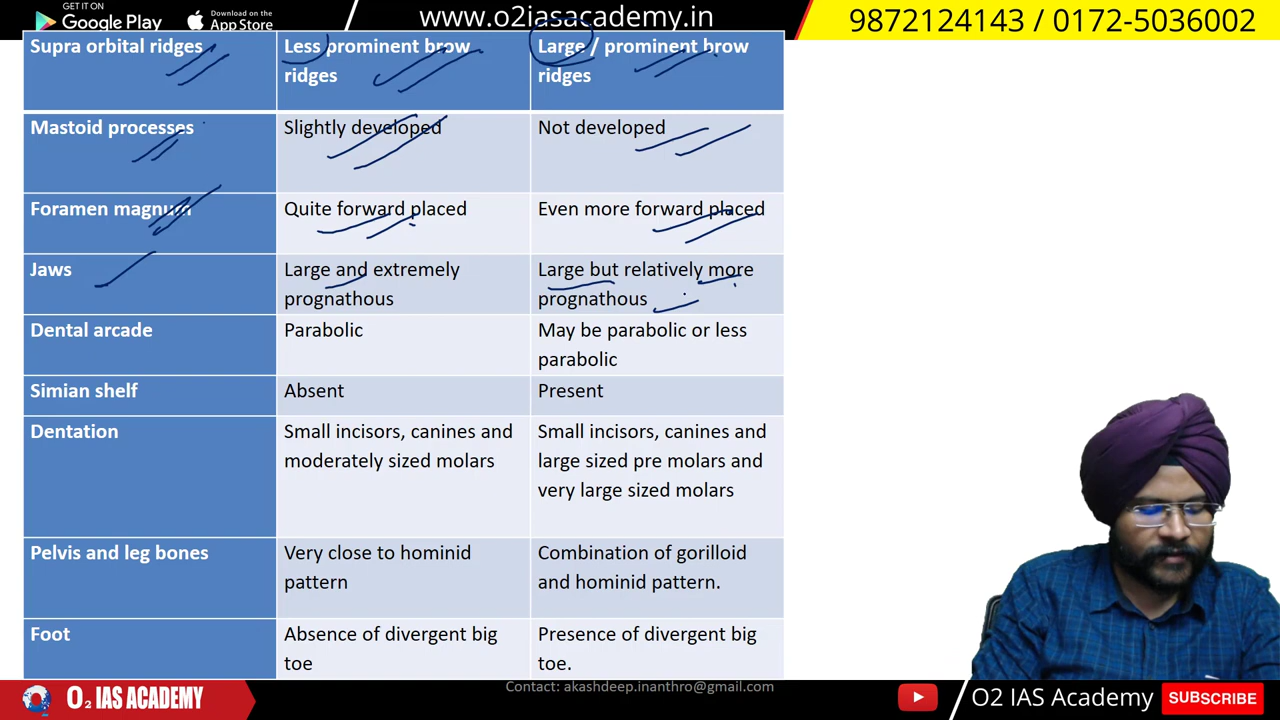 GET IT ON
Google Play
Download on the
App Store
www.o2iasacademy.in
9872124143 / 0172-5036002
Supra orbital ridges
Less prominent brow
ridges
Large / prominent brow
ridges
Mastoid processes
Slightly developed
Not developed
Foramen magnum
Quite forward placed
Even more forward placed
Jaws
Large and extremely
prognathous
Large but relatively more
prognathous
Dental arcade
Parabolic
May be parabolic or less
parabolic
Simian shelf
Absent
Present
Dentation
Small incisors, canines and
moderately sized molars
Small incisors, canines and
large sized pre molars and
very large sized molars
Pelvis and leg bones
Very close to hominid
pattern
Combination of gorilloid
and hominid pattern.
Foot
Absence of divergent big
toe
Presence of divergent big
toe.
O2 IAS ACADEMY
Contact: akashdeep.inanthro@gmail.com
O2 IAS Academy
SUBSCRIBE